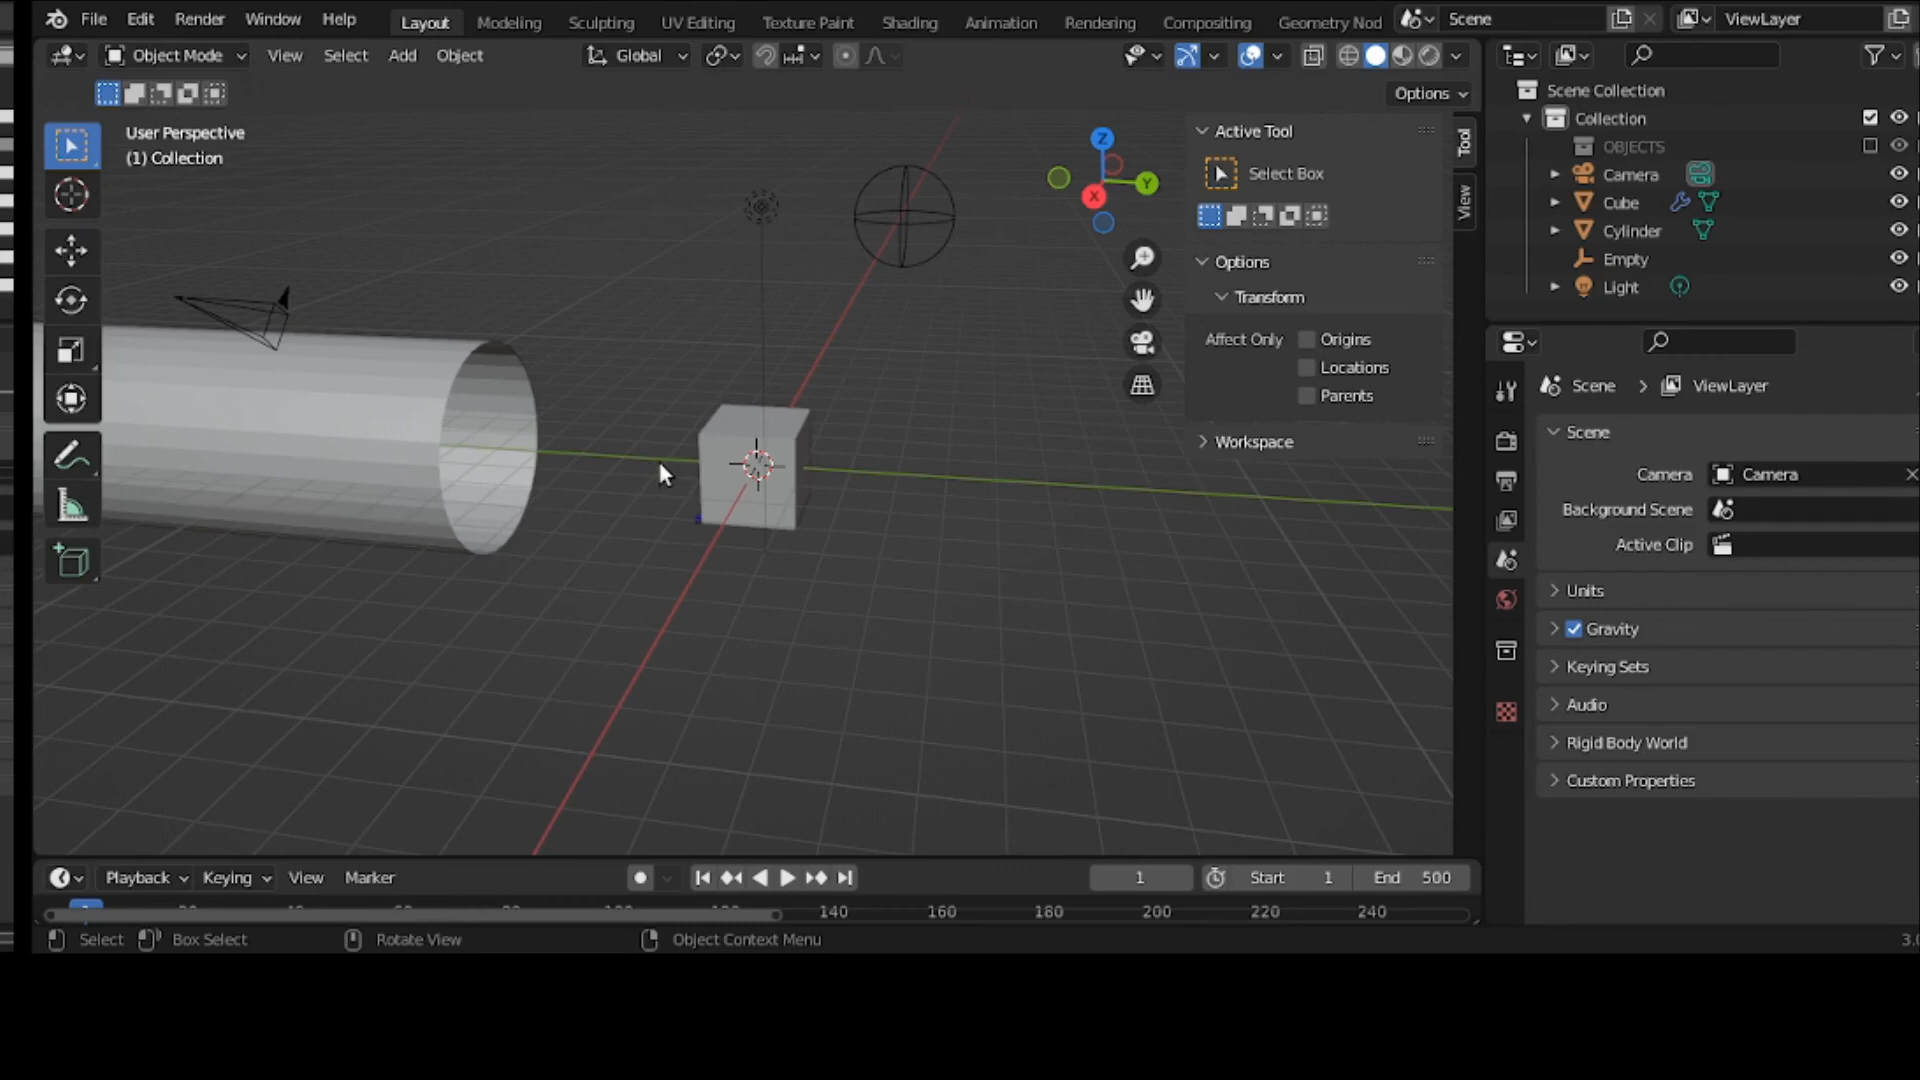 File Edit Render Window Help Layout Modeling Sculpting UV Editing Texture Paint Shading Animation Rendering Compositing Geometry Nod Scene ViewLayer
Object Mode View Select Add Object Global
Options
User Perspective
(1) Collection
Z
Y
X
Active Tool
Select Box
Options
Transform
Affect Only Origins
Locations
Parents
Workspace
Tool
View
Scene Collection
Collection
OBJECTS
Camera
Cube
Cylinder
Empty
Light
Scene > ViewLayer
Scene
Camera Camera
Background Scene
Active Clip
Units
Gravity
Keying Sets
Audio
Rigid Body World
Custom Properties
Playback Keying View Marker 1 Start 1 End 500
140 160 180 200 220 240
Select Box Select Rotate View Object Context Menu